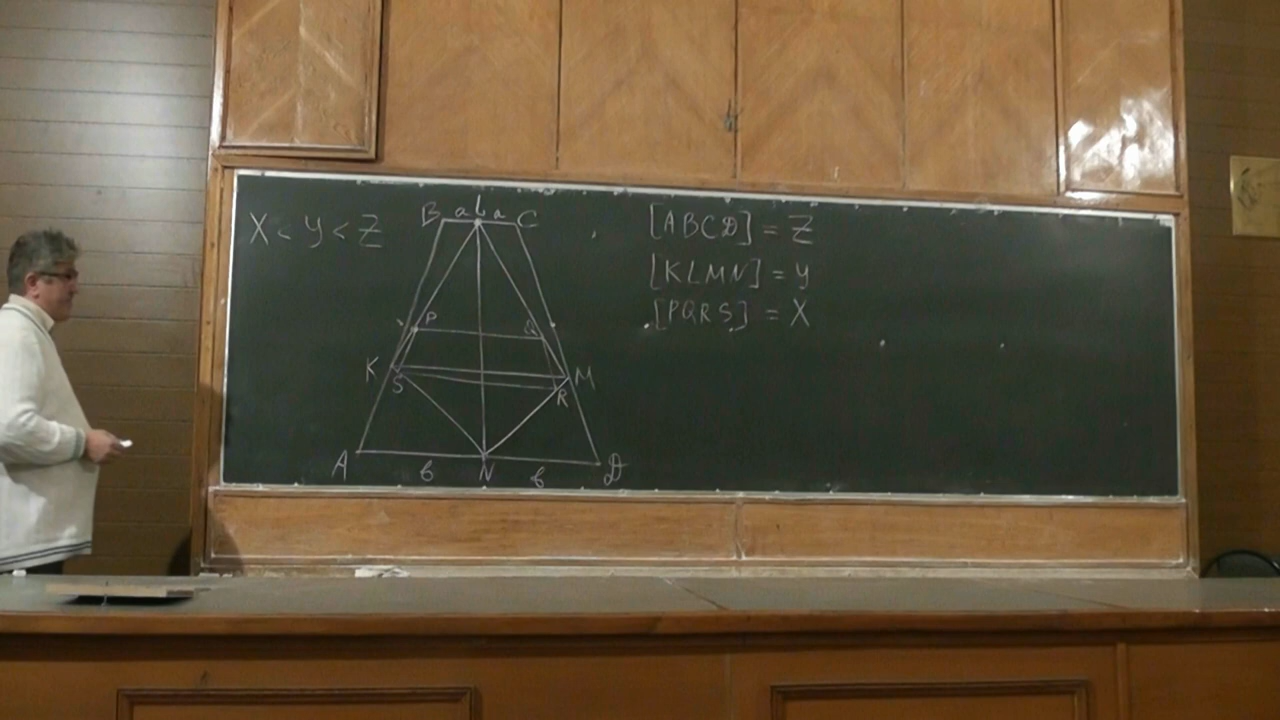 X < y < Z
B a L a C
P Q
K M
S R
A N D
б б
[ABCD] = Z
[KLMN] = y
[PQRS] = X